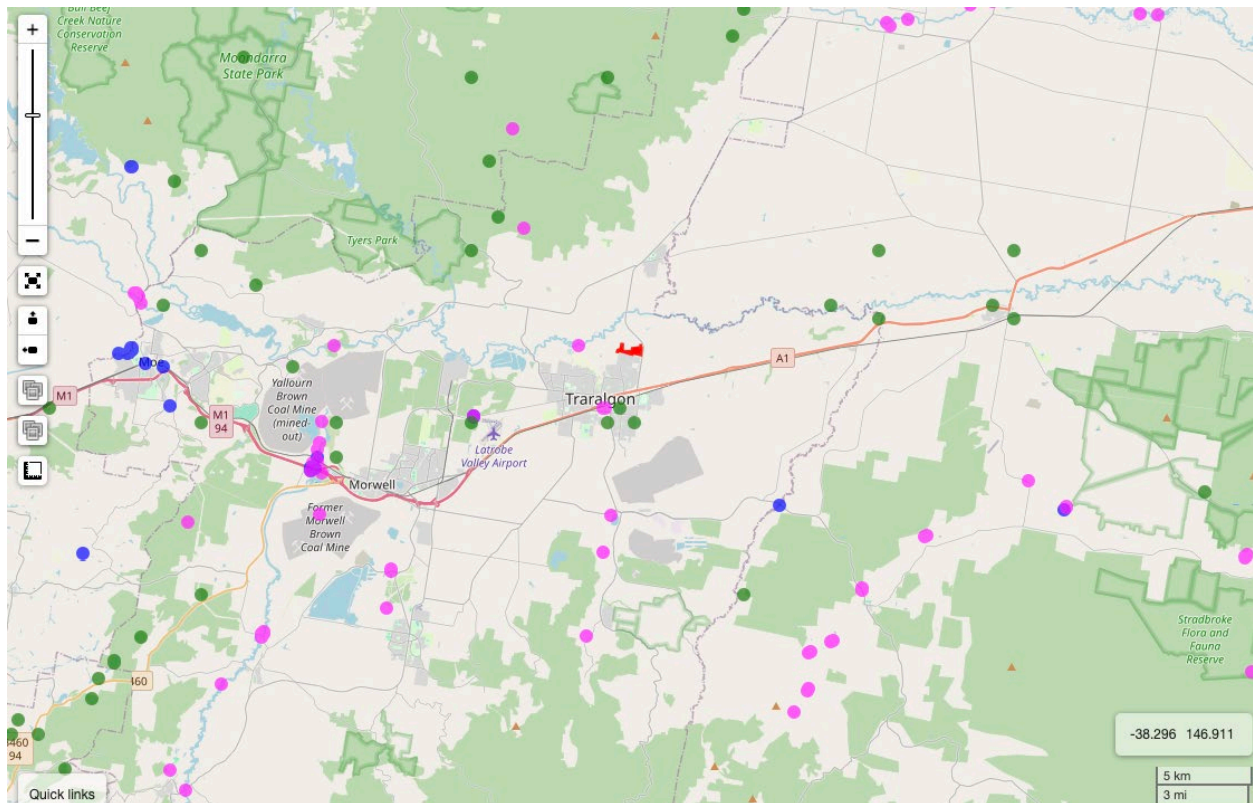 Bull Beef
Creek Nature
Conservation
Reserve
Moondarra
State Park
+
−
Tyers Park
Moe
M1
Yallourn
Brown
Coal Mine
(mined-
out)
M1
94
A1
Traralgon
Latrobe
Valley Airport
Morwell
Former
Morwell
Brown
Coal Mine
Stradbroke
Flora and
Fauna
Reserve
460
-38.296 146.911
94
5 km
3 mi
Quick links